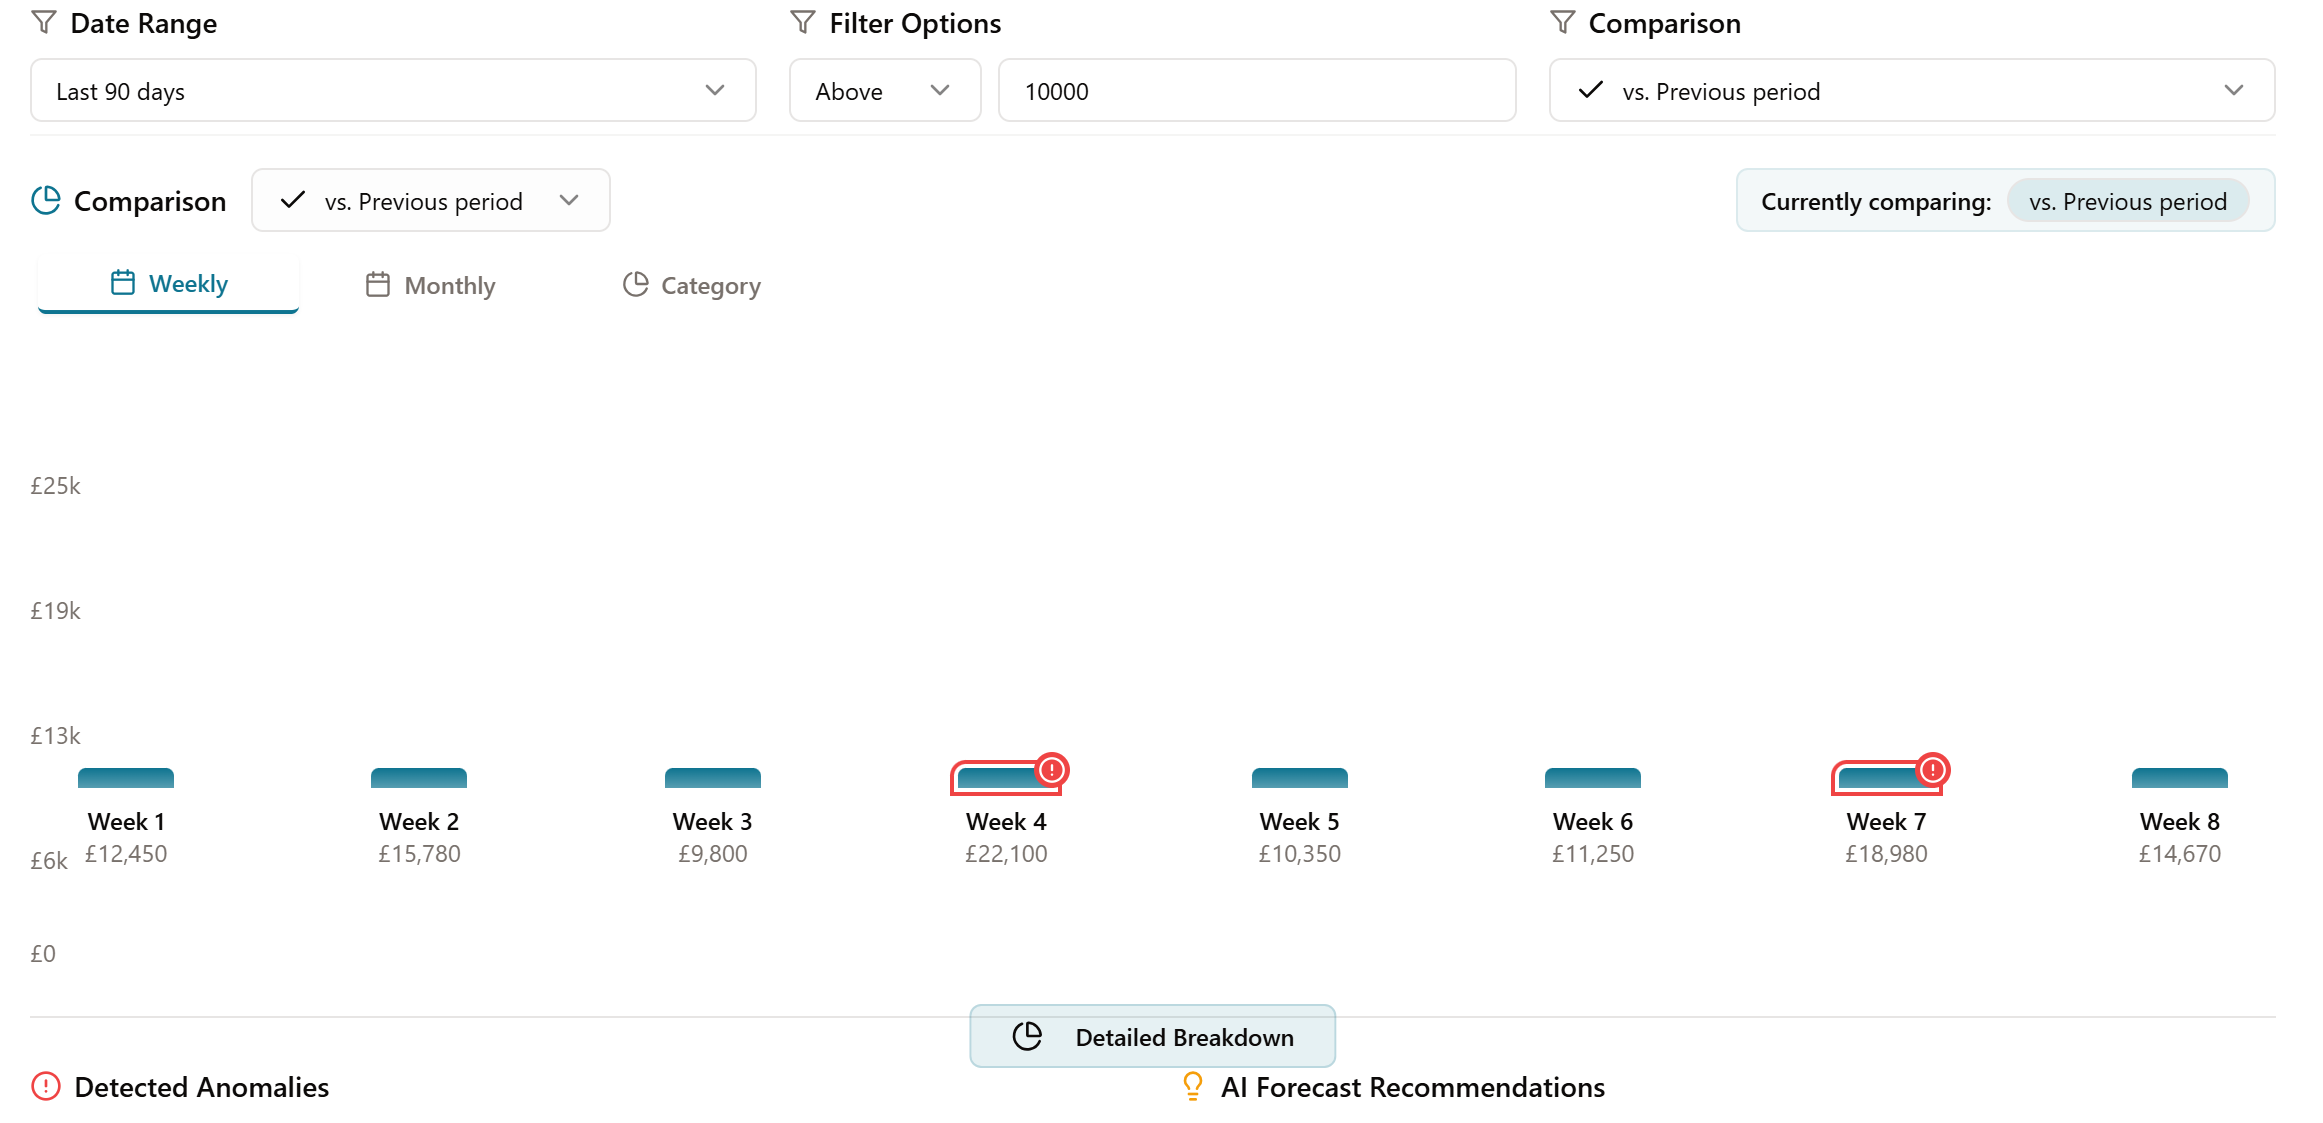 Date Range
Filter Options
Comparison
Last 90 days
Above
10000
vs. Previous period
Comparison
vs. Previous period
Currently comparing:
vs. Previous period
Weekly
Monthly
Category
£25k
£19k
£13k
£6k
£0
Week 1
£12,450
Week 2
£15,780
Week 3
£9,800
Week 4
£22,100
Week 5
£10,350
Week 6
£11,250
Week 7
£18,980
Week 8
£14,670
Detailed Breakdown
Detected Anomalies
AI Forecast Recommendations